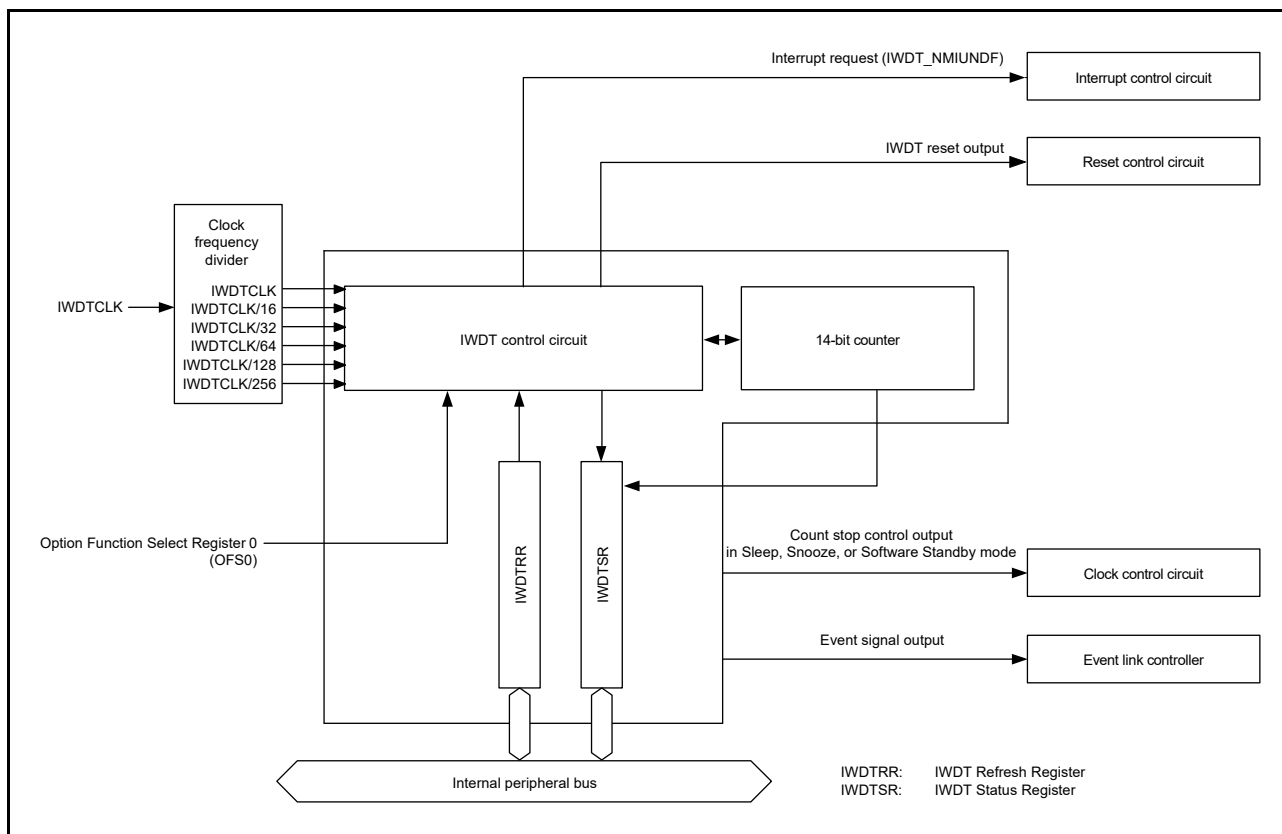 Interrupt request (IWDT_NMIUNDF)
Interrupt control circuit
IWDT reset output
Reset control circuit
Clock
frequency
divider
IWDTCLK
IWDTCLK
IWDTCLK/16
IWDTCLK/32
IWDTCLK/64
IWDTCLK/128
IWDTCLK/256
IWDT control circuit
14-bit counter
Option Function Select Register 0
(OFS0)
IWDTRR
IWDTSR
Count stop control output
in Sleep, Snooze, or Software Standby mode
Clock control circuit
Event signal output
Event link controller
Internal peripheral bus
IWDTRR: IWDT Refresh Register
IWDTSR: IWDT Status Register